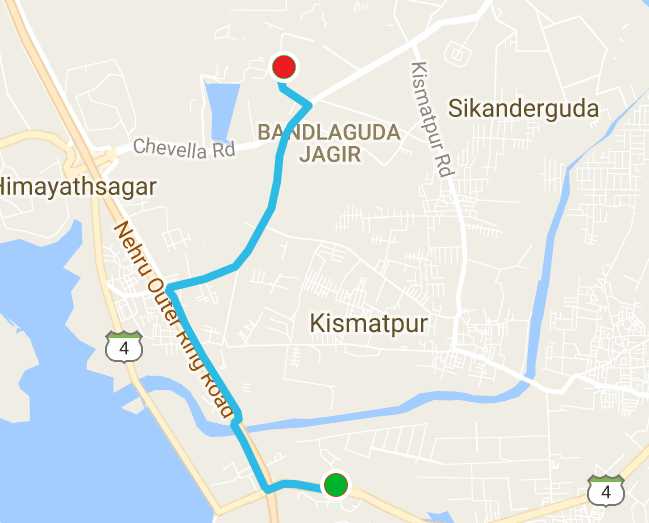 Sikanderguda
Kismatpur Rd
BANDLAGUDA
JAGIR
Chevella Rd
Himayathsagar
Nehru Outer Ring Road
Kismatpur
4
4